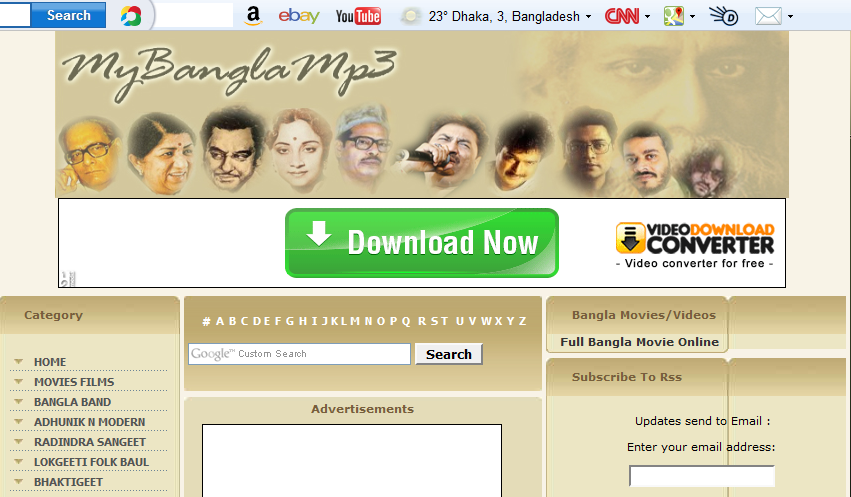 Search
a
ebay
YouTube
23° Dhaka, 3, Bangladesh
CNN
MyBanglaMp3
Download Now
VIDEODOWNLOAD
CONVERTER
- Video converter for free -
Category
# A B C D E F G H I J K L M N O P Q R S T U V W X Y Z
Google™ Custom Search
Search
Bangla Movies/Videos
Full Bangla Movie Online
HOME
MOVIES FILMS
BANGLA BAND
ADHUNIK N MODERN
RADINDRA SANGEET
LOKGEETI FOLK BAUL
BHAKTIGEET
Advertisements
Subscribe To Rss
Updates send to Email :
Enter your email address: